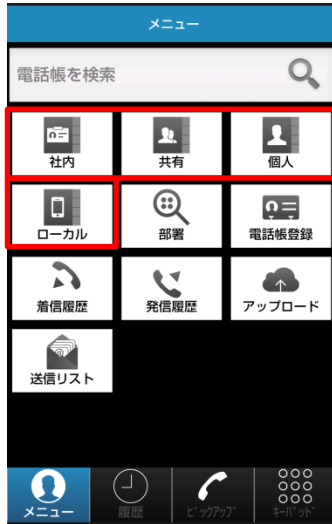 メニュー
電話帳を検索
社内
共有
個人
ローカル
部署
電話帳登録
着信履歴
発信履歴
アップロード
送信リスト
メニュー
履歴
ﾋﾟｯｸｱｯﾌﾟ
ｷｰﾊﾟｯﾄﾞ